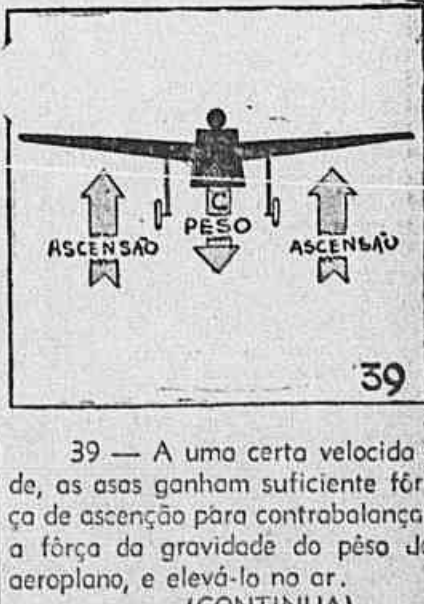 C
PESO
ASCENSÃO ASCENSÃO
39
39 — A uma certa velocida
de, as asas ganham suficiente fôr
ça de ascenção para contrabalança
a fôrça da gravidade do pêso do
aeroplano, e elevá-lo no ar.
(CONTINUA)